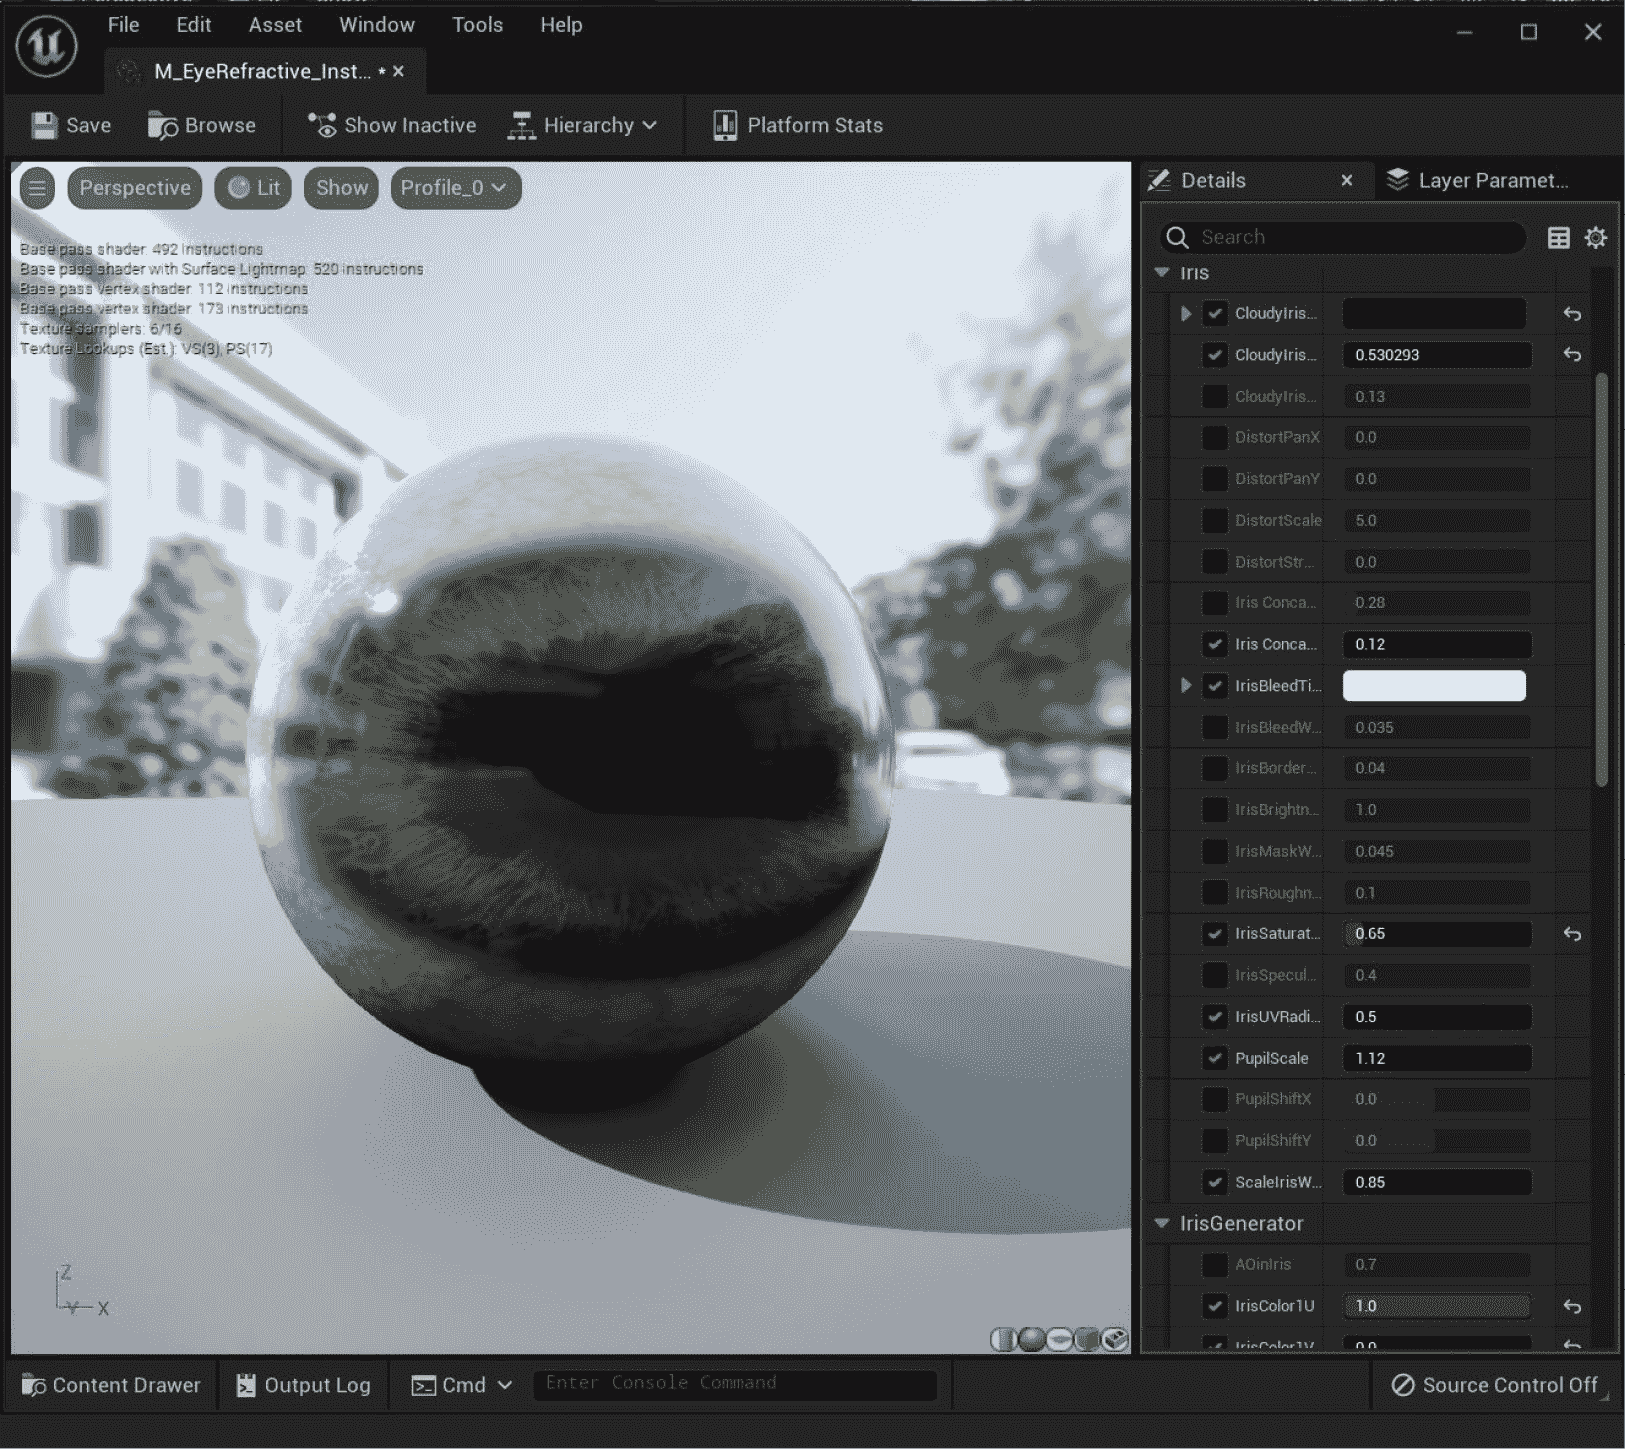 File Edit Asset Window Tools Help
M_EyeRefractive_Inst... •
Save Browse Show Inactive Hierarchy Platform Stats
Perspective Lit Show Profile_0
Base pass shader: 492 instructions
Base pass shader with Surface Lightmap: 520 instructions
Base pass vertex shader: 112 instructions
Base pass vertex shader: 173 instructions
Texture samplers: 6/16
Texture Lookups (Est.): VS(3), PS(17)
Z
Y X
Details Layer Paramet...
Search
Iris
CloudyIris...
CloudyIris... 0.530293
CloudyIris... 0.13
DistortPanX 0.0
DistortPanY 0.0
DistortScale 5.0
DistortStr... 0.0
Iris Conca... 0.28
Iris Conca... 0.12
IrisBleedTi...
IrisBleedW... 0.035
IrisBorder... 0.04
IrisBrightn... 1.0
IrisMaskW... 0.045
IrisRoughn... 0.1
IrisSaturat... 0.65
IrisSpecul... 0.4
IrisUVRadi... 0.5
PupilScale 1.12
PupilShiftX 0.0
PupilShiftY 0.0
ScaleIrisW... 0.85
IrisGenerator
AOinIris 0.7
IrisColor1U 1.0
IrisColor1V 0.0
Content Drawer Output Log Cmd Enter Console Command Source Control Off